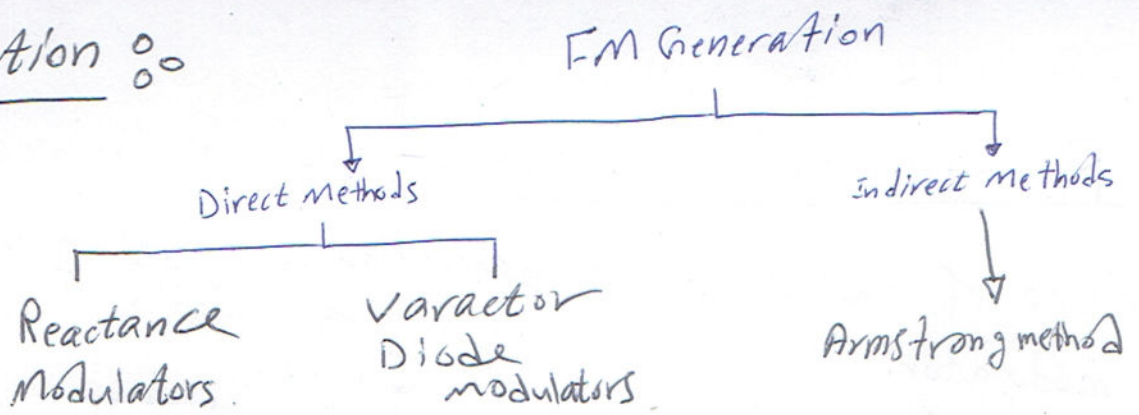 ation
FM Generation
Direct Methods
Indirect Methods
Reactance
Modulators.
Varactor
Diode
modulators
Armstrong method